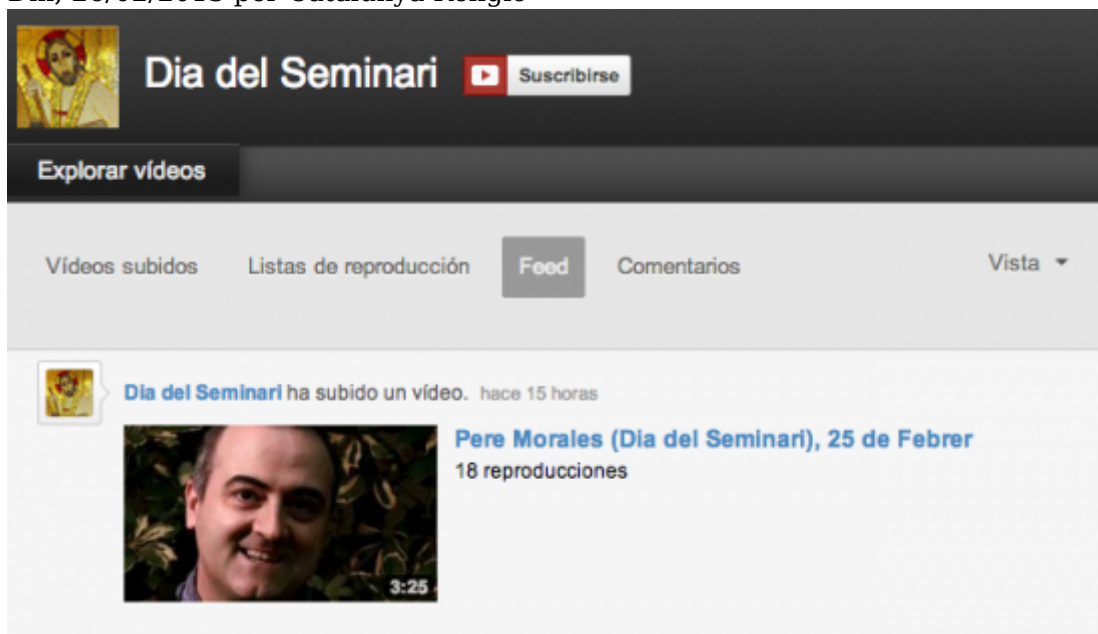 Dia del Seminari Suscribirse
Explorar vídeos
Vídeos subidos Listas de reproducción Feed Comentarios Vista
Dia del Seminari ha subido un vídeo. hace 15 horas
Pere Morales (Dia del Seminari), 25 de Febrer
18 reproducciones
3:25